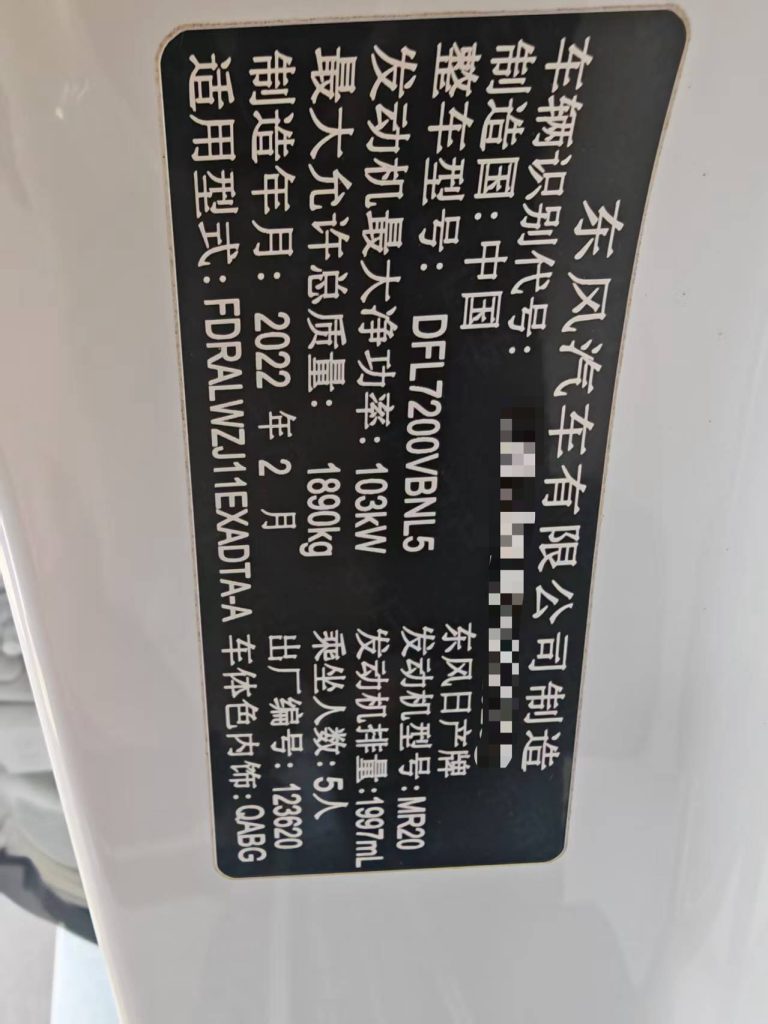 东风汽车有限公司制造
车辆识别代号:
制造国:中国 东风日产牌
整车型号: DFL7200VBNL5 发动机型号:MR20
发动机最大净功率:103kW 发动机排量:1997mL
最大允许总质量: 1890kg 乘坐人数:5人
制造年月: 2022 年 2 月 出厂编号: 123620
适用型式:FDRALWZJ11EXADTA-A 车体色内饰:QABG